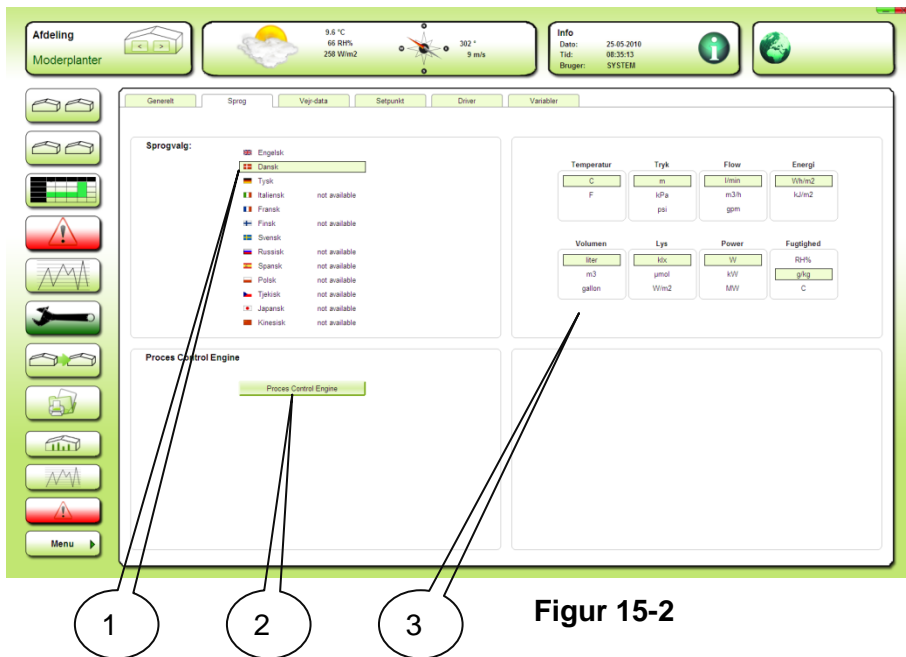 Afdeling
Moderplanter
< >
9.6 °C
66 RH%
258 W/m2
302 °
9 m/s
Info
Dato: 25-05-2010
Tid: 08:35:13
Bruger: SYSTEM
Generelt Sprog Vejr-data Setpunkt Driver Variabler
Sprogvalg:
Engelsk
Dansk
Tysk
Italiensk not available
Fransk
Finsk not available
Svensk
Russisk not available
Spansk not available
Polsk not available
Tjekisk not available
Japansk not available
Kinesisk not available
Temperatur Tryk Flow Energi
C m l/min Wh/m2
F kPa m3/h kJ/m2
psi gpm
Volumen Lys Power Fugtighed
liter klx W RH%
m3 µmol kW g/kg
gallon W/m2 MW C
Proces Control Engine
Proces Control Engine
Menu
1 2 3
Figur 15-2